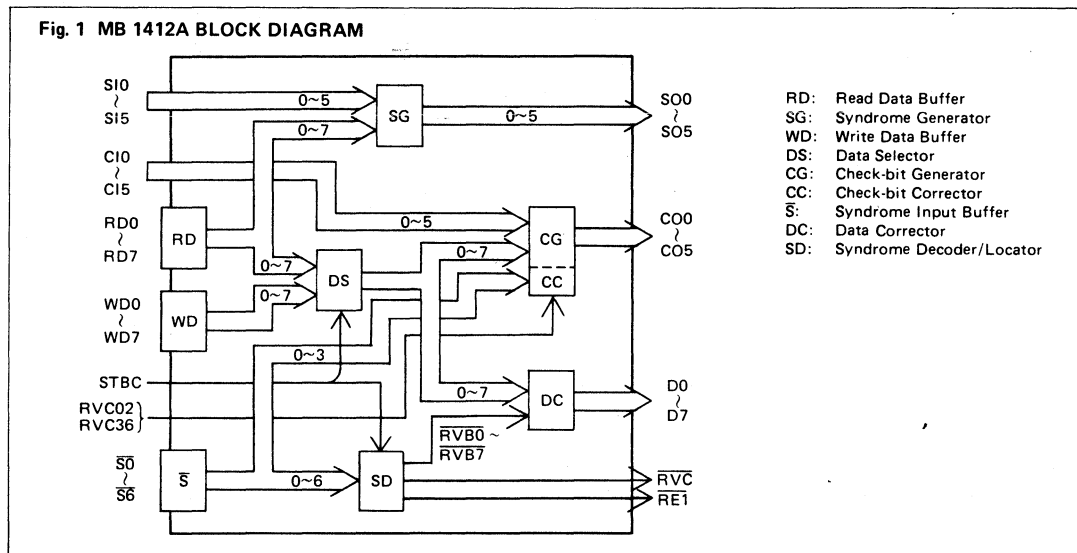 Fig. 1 MB 1412A BLOCK DIAGRAM
SI0
~
SI5
0~5
0~7
SG
0~5
SO0
~
SO5
CI0
~
CI5
0~5
CG
CC
0~7
CO0
~
CO5
RD0
~
RD7
RD
0~7
DS
WD0
~
WD7
WD
0~7
0~3
STBC
RVC02
RVC36
0~7
DC
D0
~
D7
R̅V̅B̅0̅ ~
R̅V̅B̅7̅
S̅0̅
~
S̅6̅
S̅
0~6
SD
R̅V̅C̅
R̅E̅1̅
RD: Read Data Buffer
SG: Syndrome Generator
WD: Write Data Buffer
DS: Data Selector
CG: Check-bit Generator
CC: Check-bit Corrector
S̅: Syndrome Input Buffer
DC: Data Corrector
SD: Syndrome Decoder/Locator